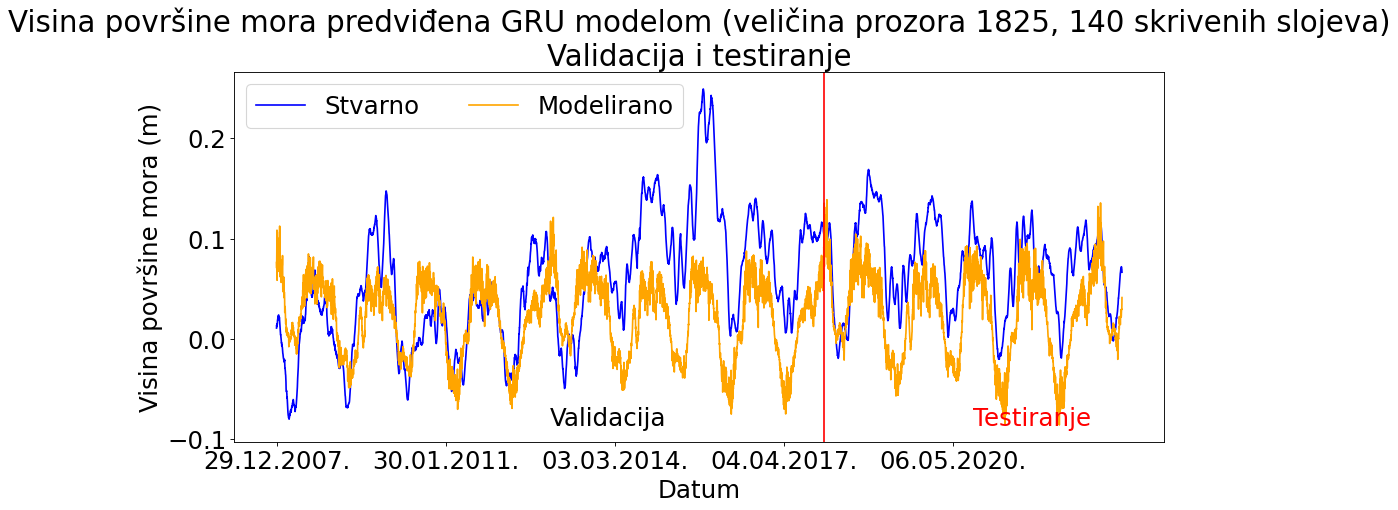 Visina površine mora predviđena GRU modelom (veličina prozora 1825, 140 skrivenih slojeva)
Validacija i testiranje
Stvarno
Modelirano
Visina površine mora (m)
0.2
0.1
0.0
−0.1
Validacija
Testiranje
29.12.2007.
30.01.2011.
03.03.2014.
04.04.2017.
06.05.2020.
Datum